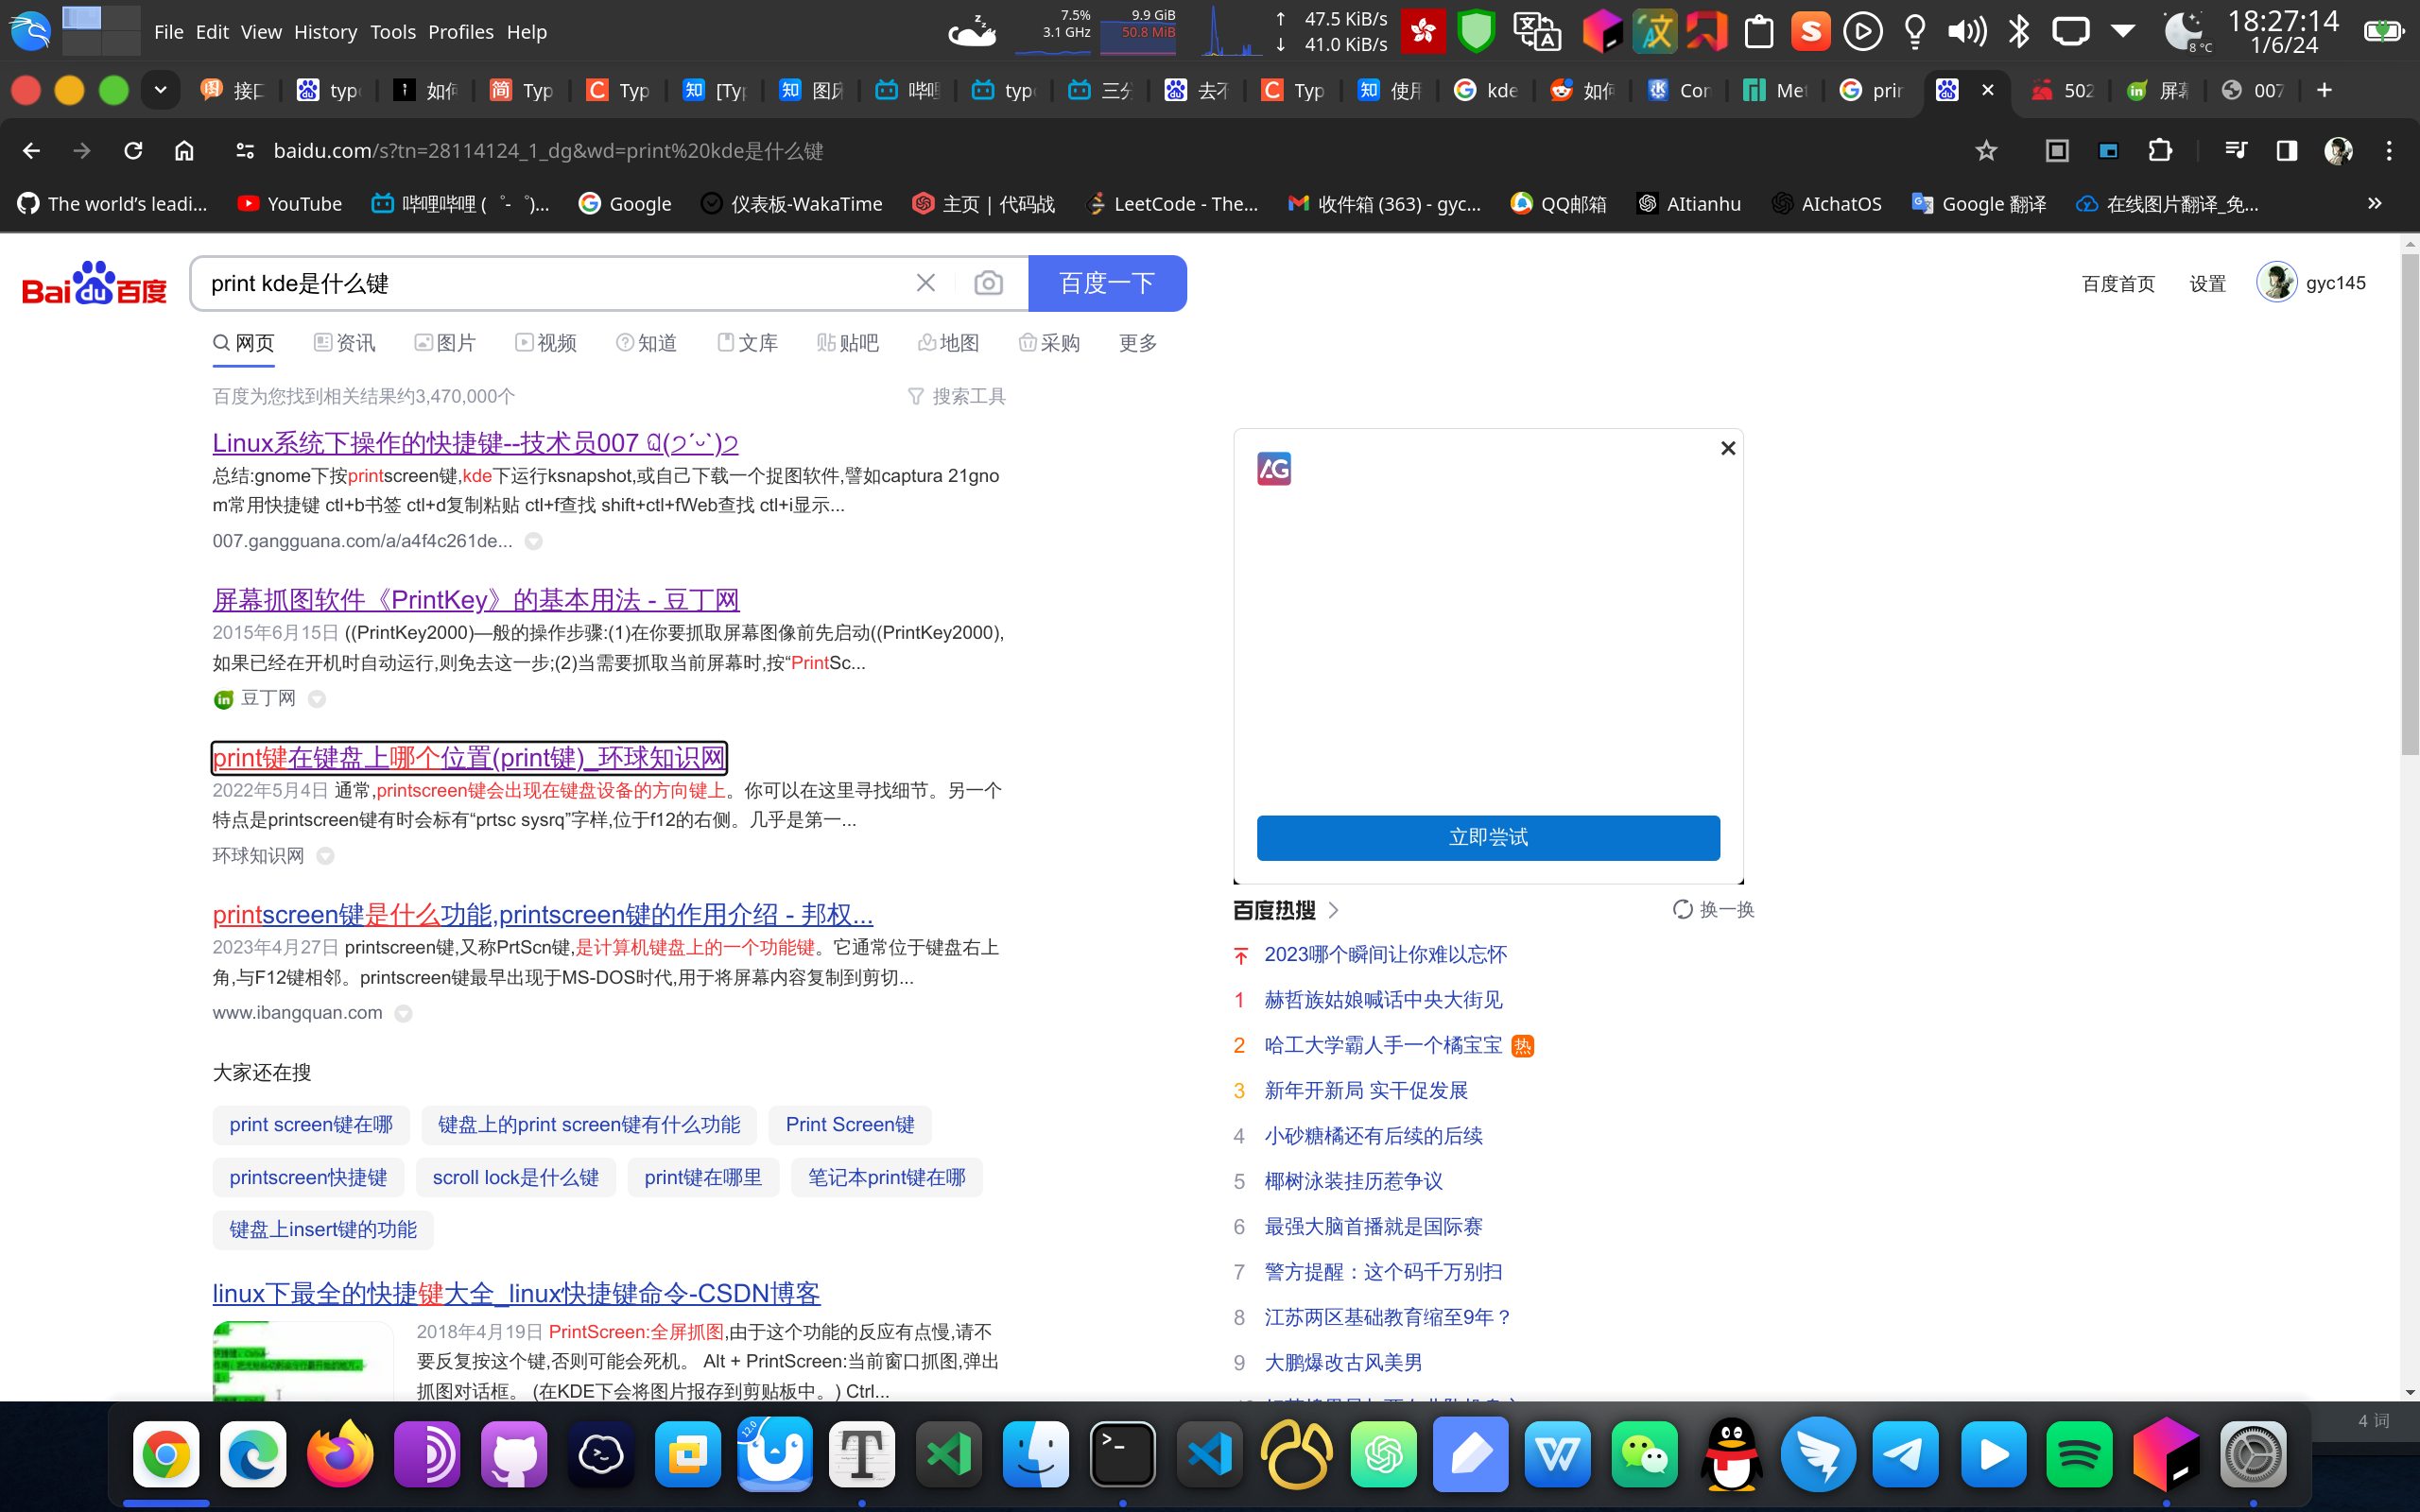 File Edit View History Tools Profiles Help
7.5%
3.1 GHz
9.9 GiB
50.8 MiB
↑ 47.5 KiB/s
↓ 41.0 KiB/s
8 °C
18:27:14
1/6/24
baidu.com/s?tn=28114124_1_dg&wd=print%20kde是什么键
The world's leadi...
YouTube
哔哩哔哩 (゜-゜)...
Google
仪表板-WakaTime
主页 | 代码战
LeetCode - The...
收件箱 (363) - gyc...
QQ邮箱
AItianhu
AIchatOS
Google 翻译
在线图片翻译_免...
Bai du 百度
print kde是什么键
百度一下
百度首页
设置
gyc145
网页
资讯
图片
视频
知道
文库
贴吧
地图
采购
更多
百度为您找到相关结果约3,470,000个
搜索工具
Linux系统下操作的快捷键--技术员007
总结:gnome下按printscreen键,kde下运行ksnapshot,或自己下载一个捉图软件,譬如captura 21gno
m常用快捷键 ctl+b书签 ctl+d复制粘贴 ctl+f查找 shift+ctl+fWeb查找 ctl+i显示...
007.gangguana.com/a/a4f4c261de...
屏幕抓图软件《PrintKey》的基本用法 - 豆丁网
2015年6月15日 ((PrintKey2000)—般的操作步骤:(1)在你要抓取屏幕图像前先启动((PrintKey2000),
如果已经在开机时自动运行,则免去这一步;(2)当需要抓取当前屏幕时,按“PrintSc...
豆丁网
print键在键盘上哪个位置(print键)_环球知识网
2022年5月4日 通常,printscreen键会出现在键盘设备的方向键上。你可以在这里寻找细节。另一个
特点是printscreen键有时会标有“prtsc sysrq”字样,位于f12的右侧。几乎是第一...
环球知识网
printscreen键是什么功能,printscreen键的作用介绍 - 邦权...
2023年4月27日 printscreen键,又称PrtScn键,是计算机键盘上的一个功能键。它通常位于键盘右上
角,与F12键相邻。printscreen键最早出现于MS-DOS时代,用于将屏幕内容复制到剪切...
www.ibangquan.com
大家还在搜
print screen键在哪
键盘上的print screen键有什么功能
Print Screen键
printscreen快捷键
scroll lock是什么键
print键在哪里
笔记本print键在哪
键盘上insert键的功能
linux下最全的快捷键大全_linux快捷键命令-CSDN博客
2018年4月19日 PrintScreen:全屏抓图,由于这个功能的反应有点慢,请不
要反复按这个键,否则可能会死机。 Alt + PrintScreen:当前窗口抓图,弹出
抓图对话框。 (在KDE下会将图片报存到剪贴板中。) Ctrl...
AG
立即尝试
百度热搜
换一换
2023哪个瞬间让你难以忘怀
1 赫哲族姑娘喊话中央大街见
2 哈工大学霸人手一个橘宝宝 热
3 新年开新局 实干促发展
4 小砂糖橘还有后续的后续
5 椰树泳装挂历惹争议
6 最强大脑首播就是国际赛
7 警方提醒：这个码千万别扫
8 江苏两区基础教育缩至9年？
9 大鹏爆改古风美男
4 词